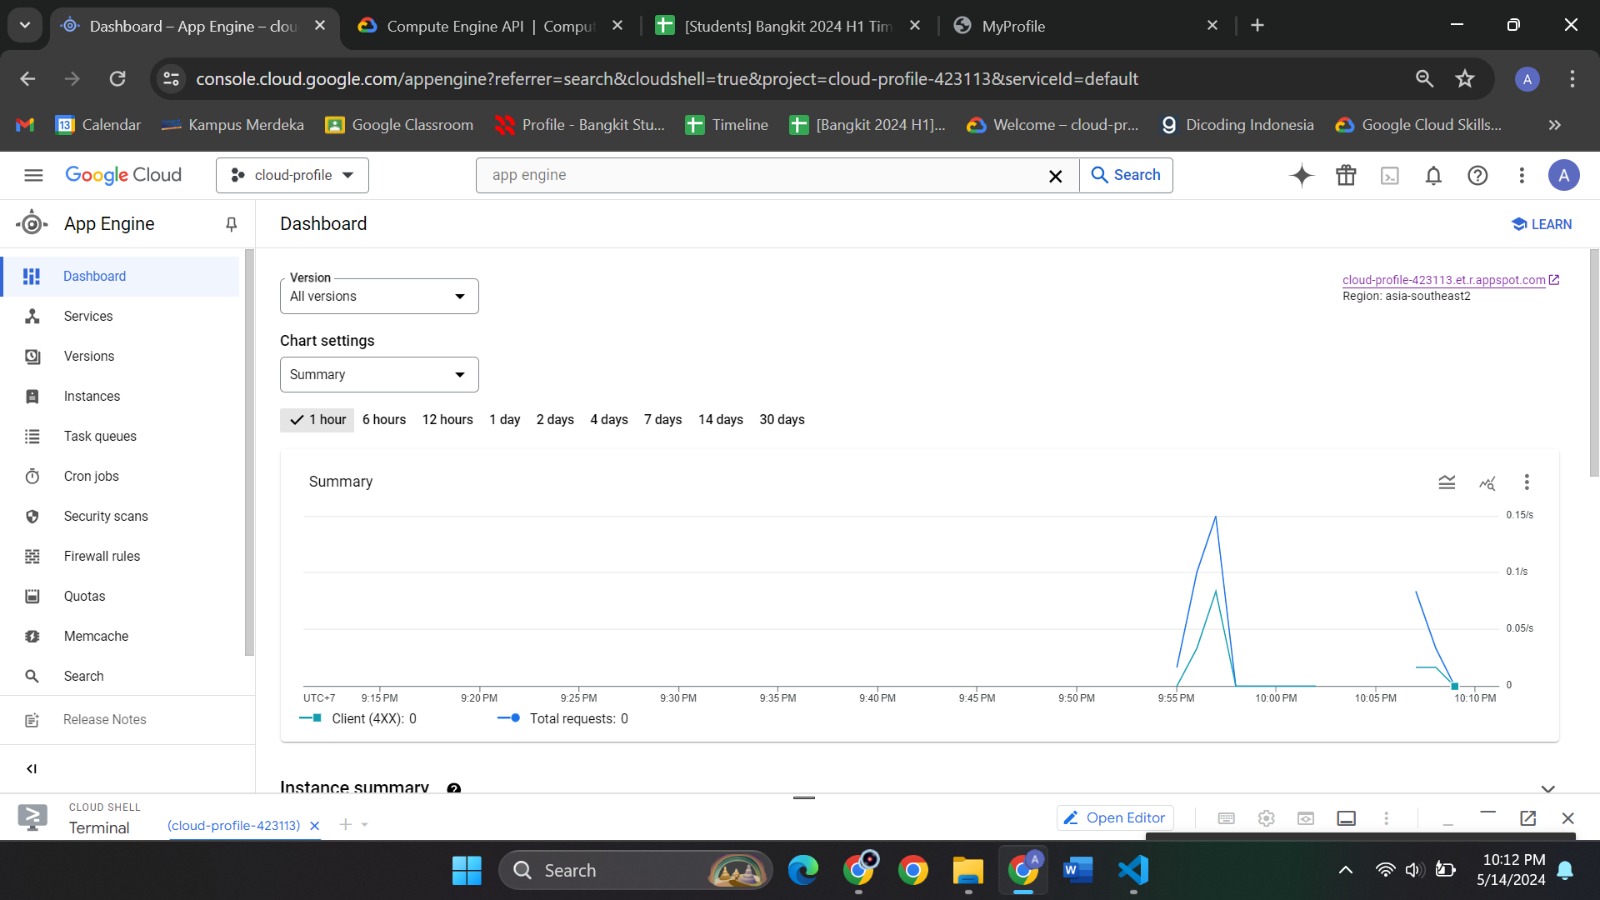 Dashboard – App Engine – clou
Compute Engine API | Comput
[Students] Bangkit 2024 H1 Tim
MyProfile
console.cloud.google.com/appengine?referrer=search&cloudshell=true&project=cloud-profile-423113&serviceId=default
A
13
Calendar
Kampus Merdeka
Google Classroom
Profile - Bangkit Stu...
Timeline
[Bangkit 2024 H1]...
Welcome – cloud-pr...
Dicoding Indonesia
Google Cloud Skills...
Google Cloud
cloud-profile
app engine
Search
A
App Engine
Dashboard
LEARN
Dashboard
Services
Versions
Instances
Task queues
Cron jobs
Security scans
Firewall rules
Quotas
Memcache
Search
Release Notes
Version
All versions
cloud-profile-423113.et.r.appspot.com
Region: asia-southeast2
Chart settings
Summary
1 hour
6 hours
12 hours
1 day
2 days
4 days
7 days
14 days
30 days
Summary
0.15/s
0.1/s
0.05/s
0
UTC+7
9:15 PM
9:20 PM
9:25 PM
9:30 PM
9:35 PM
9:40 PM
9:45 PM
9:50 PM
9:55 PM
10:00 PM
10:05 PM
10:10 PM
Client (4XX): 0
Total requests: 0
Instance summary
CLOUD SHELL
Terminal
(cloud-profile-423113)
Open Editor
Search
A
W
10:12 PM
5/14/2024